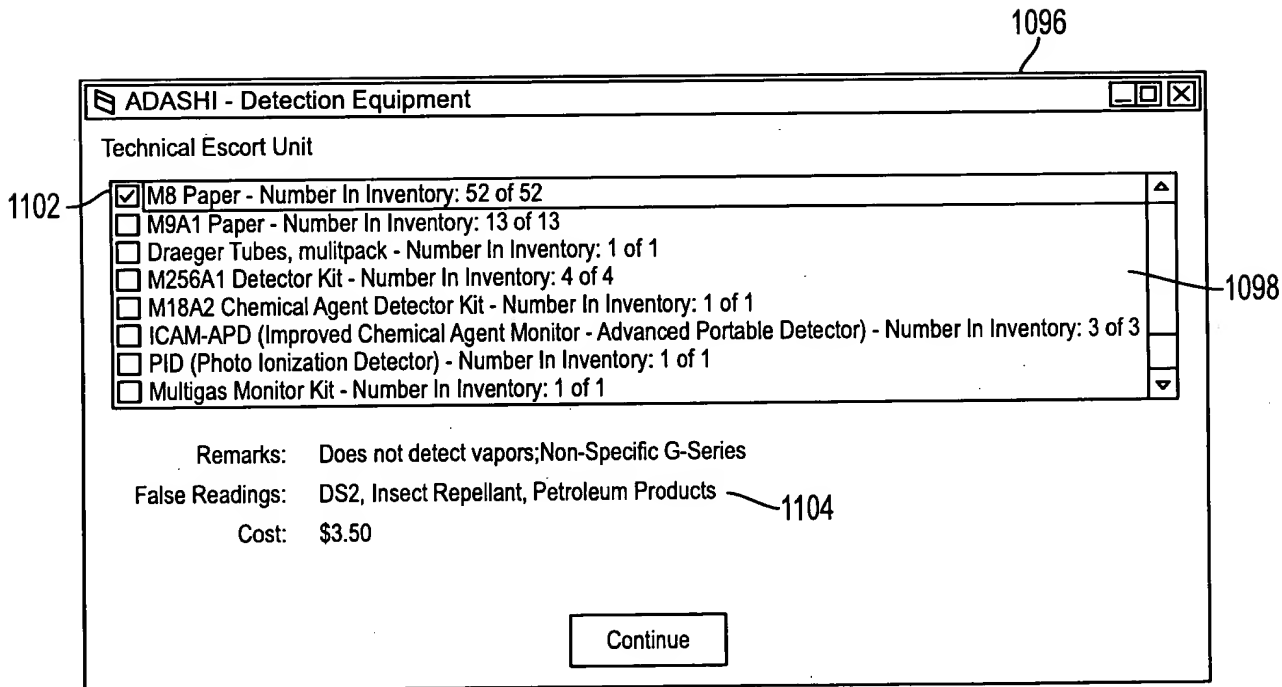 1096
ADASHI - Detection Equipment
Technical Escort Unit
1102
M8 Paper - Number In Inventory: 52 of 52
M9A1 Paper - Number In Inventory: 13 of 13
Draeger Tubes, mulitpack - Number In Inventory: 1 of 1
M256A1 Detector Kit - Number In Inventory: 4 of 4
1098
M18A2 Chemical Agent Detector Kit - Number In Inventory: 1 of 1
ICAM-APD (Improved Chemical Agent Monitor - Advanced Portable Detector) - Number In Inventory: 3 of 3
PID (Photo Ionization Detector) - Number In Inventory: 1 of 1
Multigas Monitor Kit - Number In Inventory: 1 of 1
Remarks: Does not detect vapors;Non-Specific G-Series
False Readings: DS2, Insect Repellant, Petroleum Products
1104
Cost: $3.50
Continue